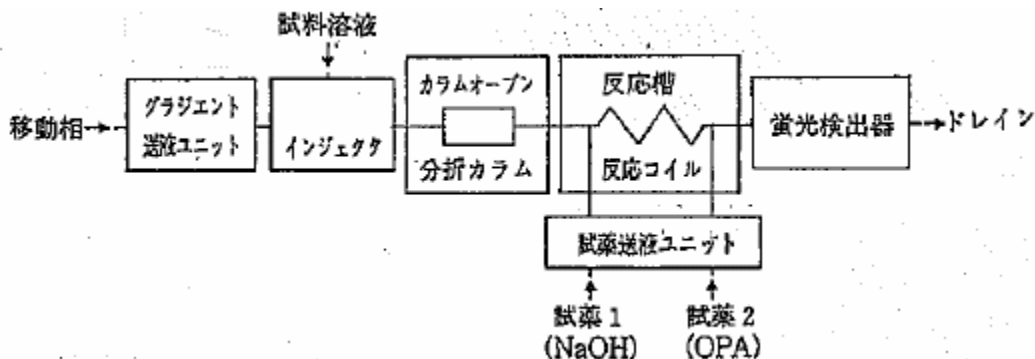 試料溶液
移動相
グラジエント
送液ユニット
インジェクタ
カラムオーブン
分折カラム
反応槽
反応コイル
蛍光検出器
ドレイン
試薬送液ユニット
試薬1
(NaOH)
試薬2
(OPA)